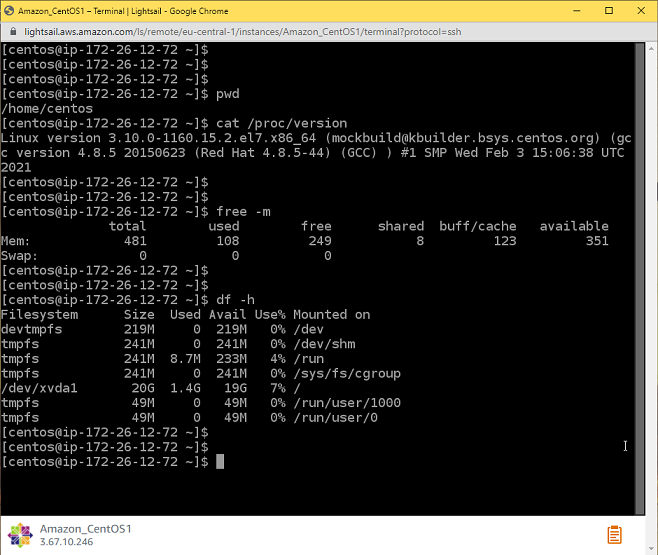 Amazon_CentOS1 – Terminal | Lightsail - Google Chrome
lightsail.aws.amazon.com/ls/remote/eu-central-1/instances/Amazon_CentOS1/terminal?protocol=ssh
[centos@ip-172-26-12-72 ~]$
[centos@ip-172-26-12-72 ~]$
[centos@ip-172-26-12-72 ~]$
[centos@ip-172-26-12-72 ~]$ pwd
/home/centos
[centos@ip-172-26-12-72 ~]$ cat /proc/version
Linux version 3.10.0-1160.15.2.el7.x86_64 (mockbuild@kbuilder.bsys.centos.org) (gc
c version 4.8.5 20150623 (Red Hat 4.8.5-44) (GCC) ) #1 SMP Wed Feb 3 15:06:38 UTC
2021
[centos@ip-172-26-12-72 ~]$
[centos@ip-172-26-12-72 ~]$
[centos@ip-172-26-12-72 ~]$ free -m
total used free shared buff/cache available
Mem: 481 108 249 8 123 351
Swap: 0 0 0
[centos@ip-172-26-12-72 ~]$
[centos@ip-172-26-12-72 ~]$
[centos@ip-172-26-12-72 ~]$ df -h
Filesystem Size Used Avail Use% Mounted on
devtmpfs 219M 0 219M 0% /dev
tmpfs 241M 0 241M 0% /dev/shm
tmpfs 241M 8.7M 233M 4% /run
tmpfs 241M 0 241M 0% /sys/fs/cgroup
/dev/xvda1 20G 1.4G 19G 7% /
tmpfs 49M 0 49M 0% /run/user/1000
tmpfs 49M 0 49M 0% /run/user/0
[centos@ip-172-26-12-72 ~]$
[centos@ip-172-26-12-72 ~]$
[centos@ip-172-26-12-72 ~]$
Amazon_CentOS1
3.67.10.246